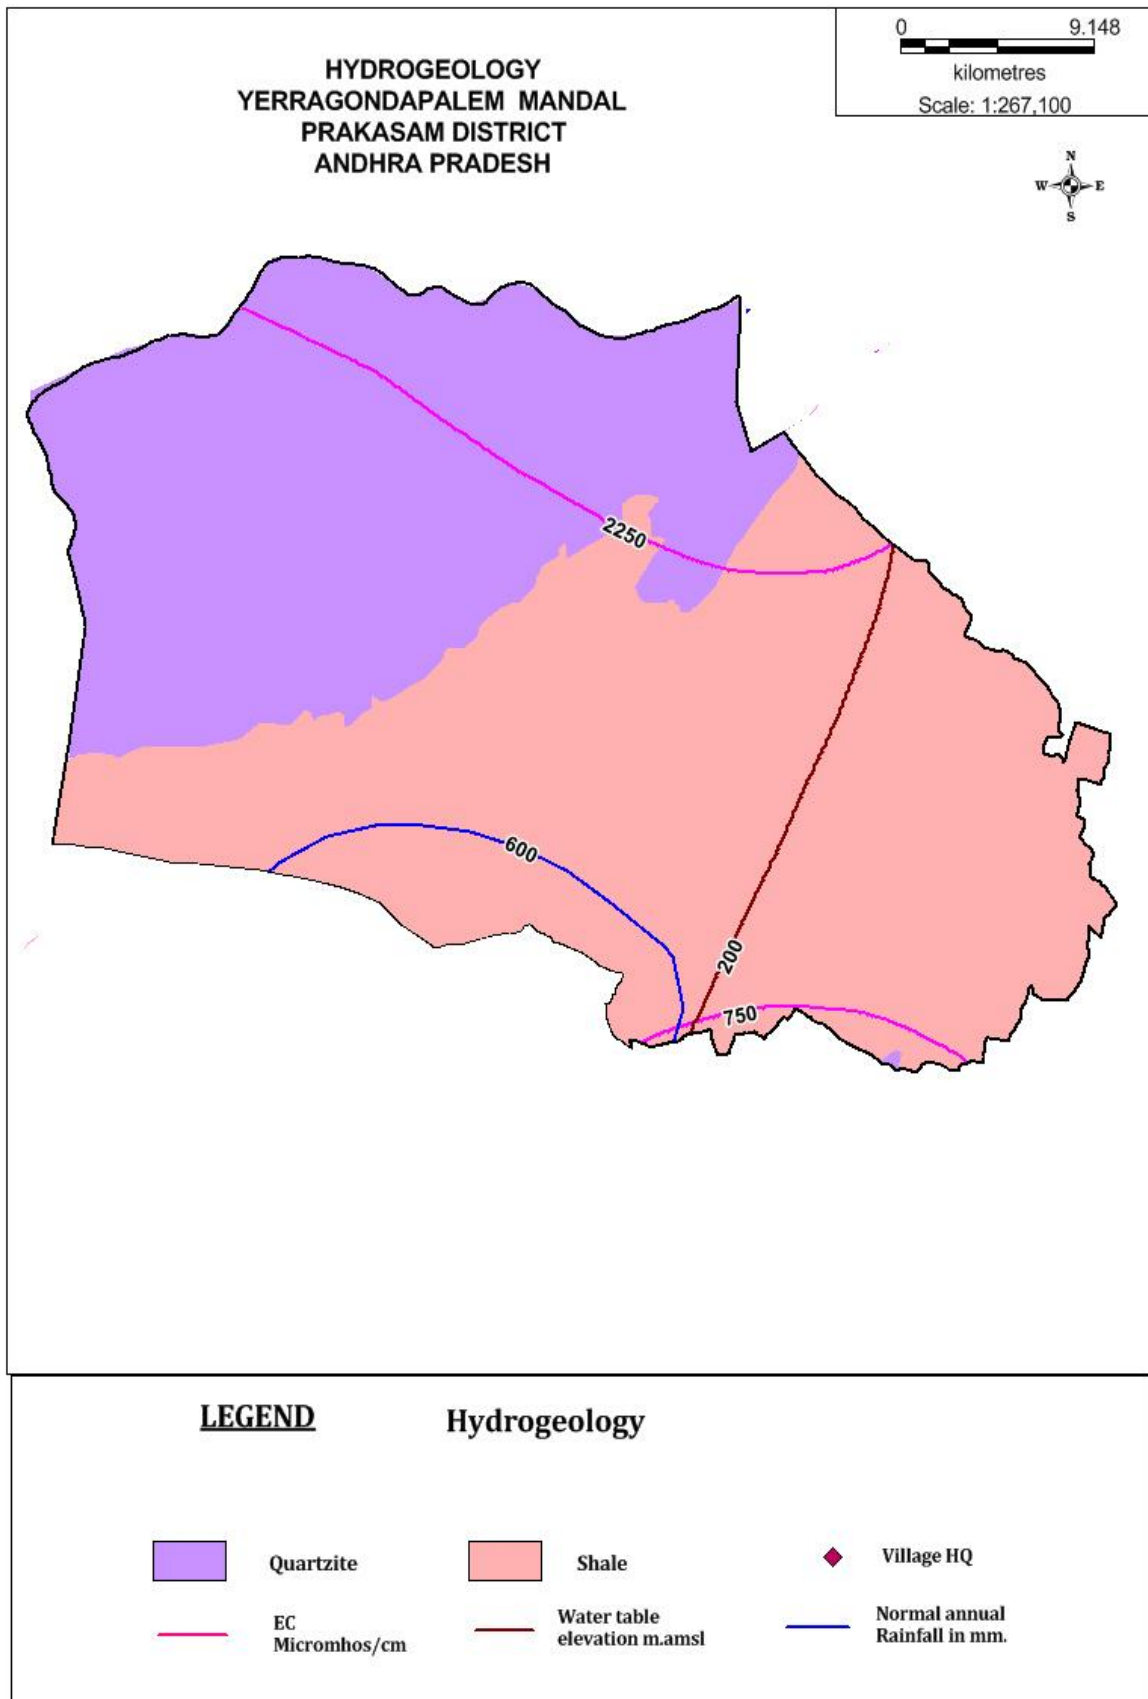 0 9.148
kilometres
Scale: 1:267,100
HYDROGEOLOGY
YERRAGONDAPALEM MANDAL
PRAKASAM DISTRICT
ANDHRA PRADESH
N
W E
S
2250
600
200
750
LEGEND Hydrogeology
Quartzite Shale Village HQ
EC
Micromhos/cm
Water table
elevation m.amsl
Normal annual
Rainfall in mm.